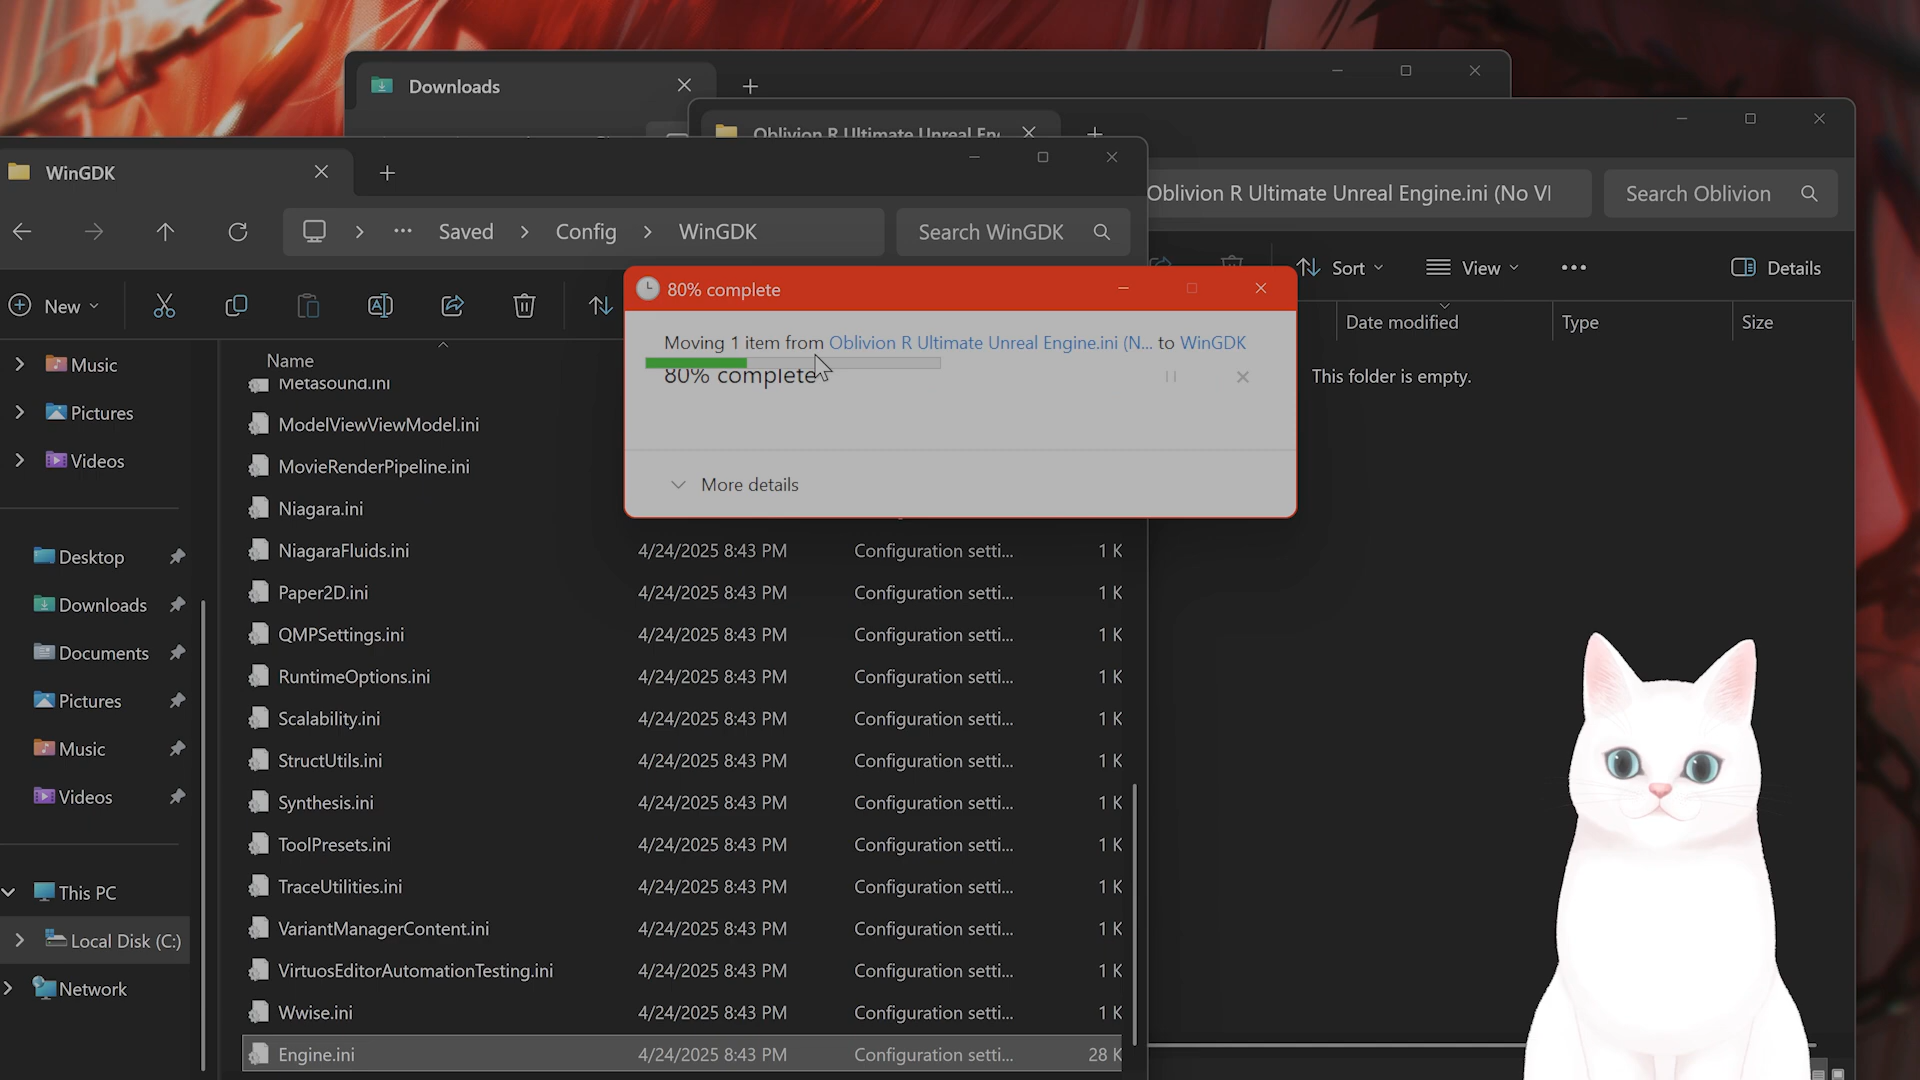 Downloads
Oblivion R Ultimate Unreal En
WinGDK
Saved
Config
WinGDK
Search WinGDK
Oblivion R Ultimate Unreal Engine.ini (No VI
Search Oblivion
New
Sort
View
Details
80% complete
Moving 1 item from Oblivion R Ultimate Unreal Engine.ini (N... to WinGDK
80% complete
More details
Date modified
Type
Size
This folder is empty.
Music
Pictures
Videos
Desktop
Downloads
Documents
Pictures
Music
Videos
This PC
Local Disk (C:)
Network
Name
Metasound.ini
ModelViewViewModel.ini
MovieRenderPipeline.ini
Niagara.ini
NiagaraFluids.ini 4/24/2025 8:43 PM Configuration setti... 1 K
Paper2D.ini 4/24/2025 8:43 PM Configuration setti... 1 K
QMPSettings.ini 4/24/2025 8:43 PM Configuration setti... 1 K
RuntimeOptions.ini 4/24/2025 8:43 PM Configuration setti... 1 K
Scalability.ini 4/24/2025 8:43 PM Configuration setti... 1 K
StructUtils.ini 4/24/2025 8:43 PM Configuration setti... 1 K
Synthesis.ini 4/24/2025 8:43 PM Configuration setti... 1 K
ToolPresets.ini 4/24/2025 8:43 PM Configuration setti... 1 K
TraceUtilities.ini 4/24/2025 8:43 PM Configuration setti... 1 K
VariantManagerContent.ini 4/24/2025 8:43 PM Configuration setti... 1 K
VirtuosEditorAutomationTesting.ini 4/24/2025 8:43 PM Configuration setti... 1 K
Wwise.ini 4/24/2025 8:43 PM Configuration setti... 1 K
Engine.ini 4/24/2025 8:43 PM Configuration setti... 28 K